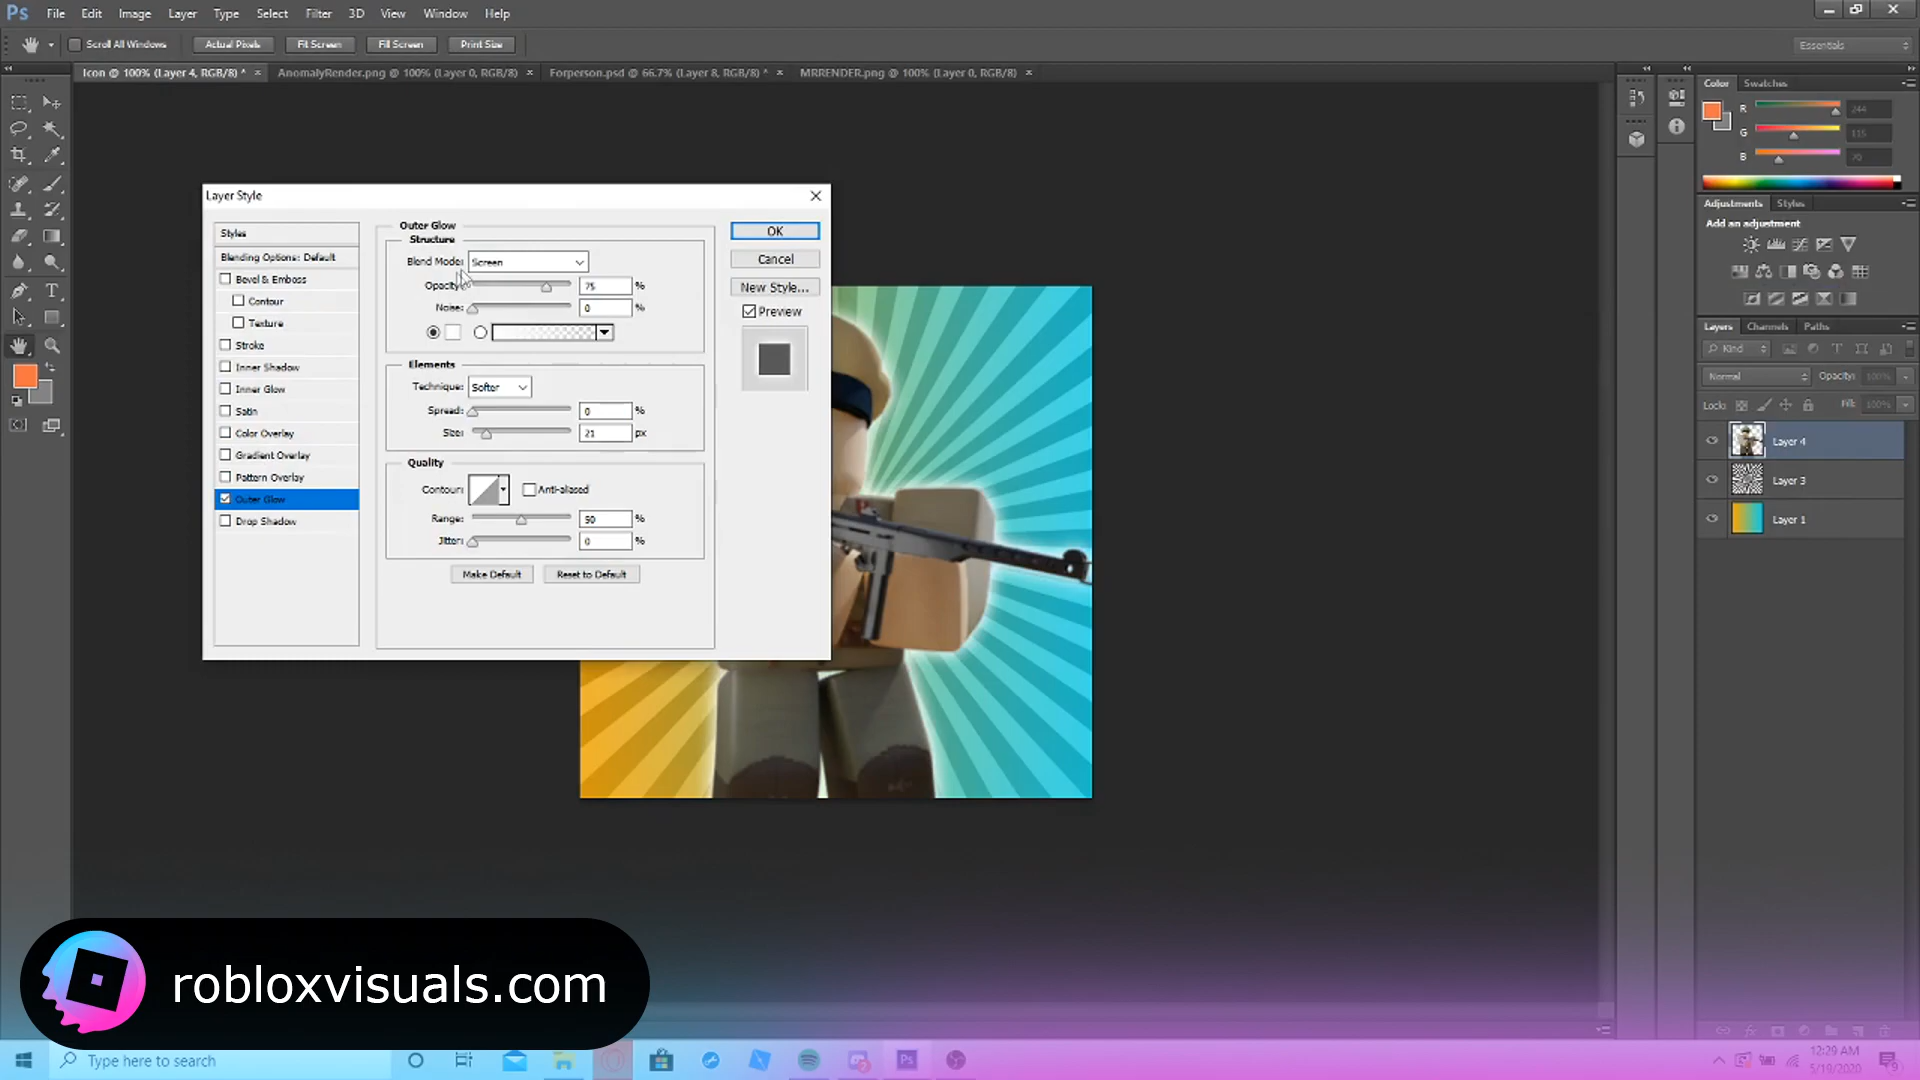 Ps File Edit Image Layer Type Select Filter 3D View Window Help
Scroll All Windows Actual Pixels Fit Screen Fill Screen Print Size Essentials
Icon @ 100% (Layer 4, RGB/8) * × AnomalyRender.png @ 100% (Layer 0, RGB/8) × Forperson.psd @ 66.7% (Layer 8, RGB/8) * × MRRENDER.png @ 100% (Layer 0, RGB/8) ×
Color Swatches
R 244
G 115
B 70
Adjustments Styles
Add an adjustment
Layers Channels Paths
Kind
Normal Opacity: 100%
Lock: Fill: 100%
Layer 4
Layer 3
Layer 1
Layer Style
Styles
Blending Options: Default
Bevel & Emboss
Contour
Texture
Stroke
Inner Shadow
Inner Glow
Satin
Color Overlay
Gradient Overlay
Pattern Overlay
Outer Glow
Drop Shadow
Outer Glow
Structure
Blend Mode: Screen
Opacity: 75 %
Noise: 0 %
Elements
Technique: Softer
Spread: 0 %
Size: 21 px
Quality
Contour: Anti-aliased
Range: 50 %
Jitter: 0 %
Make Default Reset to Default
OK
Cancel
New Style...
Preview
robloxvisuals.com
Type here to search
Ps
12:29 AM
5/19/2020